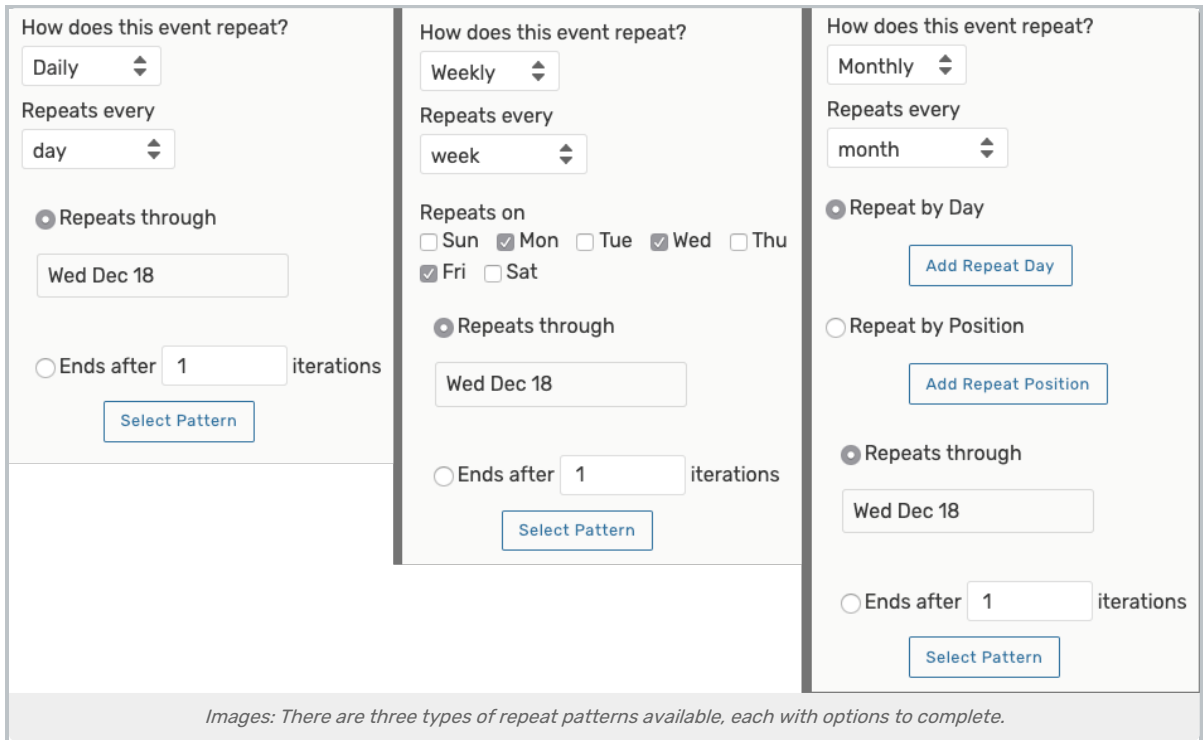 How does this event repeat?
Daily
Repeats every
day
Repeats through
Wed Dec 18
Ends after 1 iterations
Select Pattern
How does this event repeat?
Weekly
Repeats every
week
Repeats on
Sun Mon Tue Wed Thu
Fri Sat
Repeats through
Wed Dec 18
Ends after 1 iterations
Select Pattern
How does this event repeat?
Monthly
Repeats every
month
Repeat by Day
Add Repeat Day
Repeat by Position
Add Repeat Position
Repeats through
Wed Dec 18
Ends after 1 iterations
Select Pattern
Images: There are three types of repeat patterns available, each with options to complete.